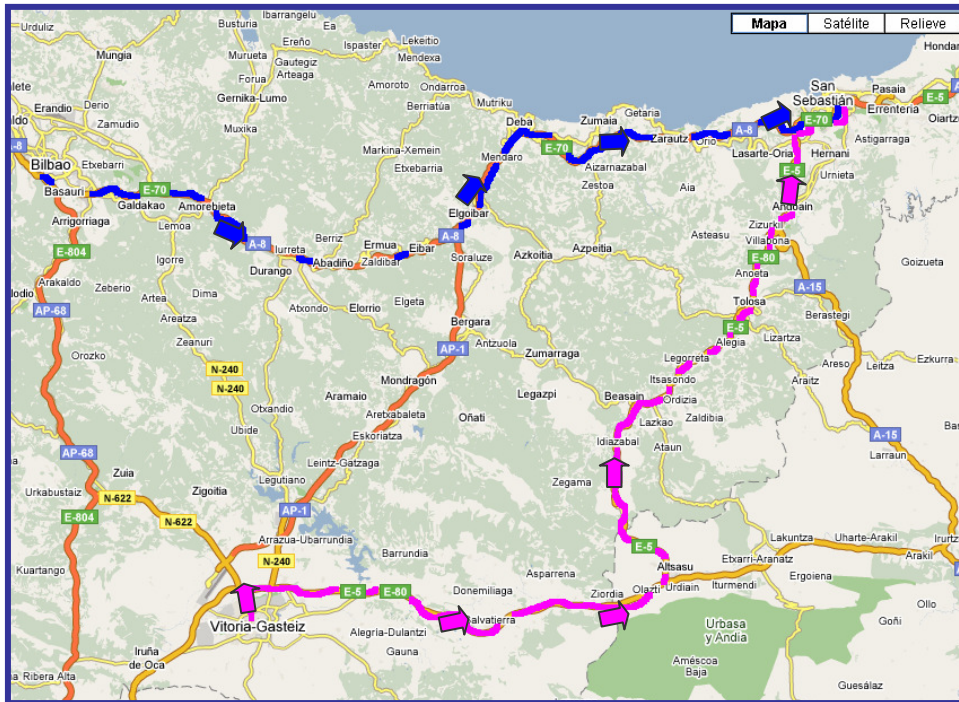 Mapa Satélite Relieve
Ibarrangelu
Urduliz
Busturia
Ea
Ereño
Lekeitio
Honda
Mungia
Murueta
Gautegiz
Arteaga
Ispaster
Mendexa
Forua
Gernika-Lumo
Amoroto
Ondarroa
Plete
Derio
Berriatúa
Mutriku
Getaria
San
Sebastián
Pasaia
E-5
Erandio
Zamudio
Muxika
Deba
Zumaia
E-70
Errenteria
Oiartz
A-8
Etxebarri
Markina-Xemein
E-70
Zarautz
Orio
A-8
Astigarraga
Bilbao
Etxebarria
Mendaro
Aizarnazabal
Lasarte-Oria
Hernani
Basauri
E-70
Zestoa
E-5
Urnieta
Galdakao
Amorebieta
Aia
Arrigorriaga
Lemoa
Elgoibar
Andoain
Zizurkil
E-804
A-8
Iurreta
Berriz
Ermua
Eibar
A-8
Asteasu
Villabona
Igorre
Durango
Abadiño
Zaldibar
Soraluze
Azkoitia
Azpeitia
E-80
Goizueta
Arakaldo
Zeberio
Dima
Anoeta
A-15
Artea
Atxondo
Elorrio
Elgeta
Tolosa
AP-68
Areatza
Bergara
E-5
Berastegi
Zeanuri
Antzuola
Alegia
Lizartza
Orozko
AP-1
Zumarraga
Legorreta
Areso
Leitza
Ezkurra
N-240
Mondragón
Itsasondo
Araitz
N-240
Aramaio
Legazpi
Beasain
Ordizia
Otxandio
Aretxabaleta
Oñati
Zaldibia
Lazkao
Ubide
Eskoriatza
Idiazabal
Ataun
A-15
AP-68
Leintz-Gatzaga
Larraun
Zuia
Zegama
Urkabustaiz
N-622
Zigoitia
Legutiano
E-804
N-622
AP-1
Arrazua-Ubarrundia
E-5
Lakuntza
Uharte-Arakil
Irurtz
Kuartango
N-240
Barrundia
Etxarri-Aranatz
Arakil
Asparrena
Altsasu
Ergoiena
E-5
E-80
Donemiliaga
Ziordia
Olazti
Urdiain
Iturmendi
Ollo
Vitoria-Gasteiz
Salvatierra
Urbasa
y Andia
Goñi
Alegria-Dulantzi
Iruña
de Oca
Gauna
Améscoa
Baja
Ribera Alta
Guesálaz